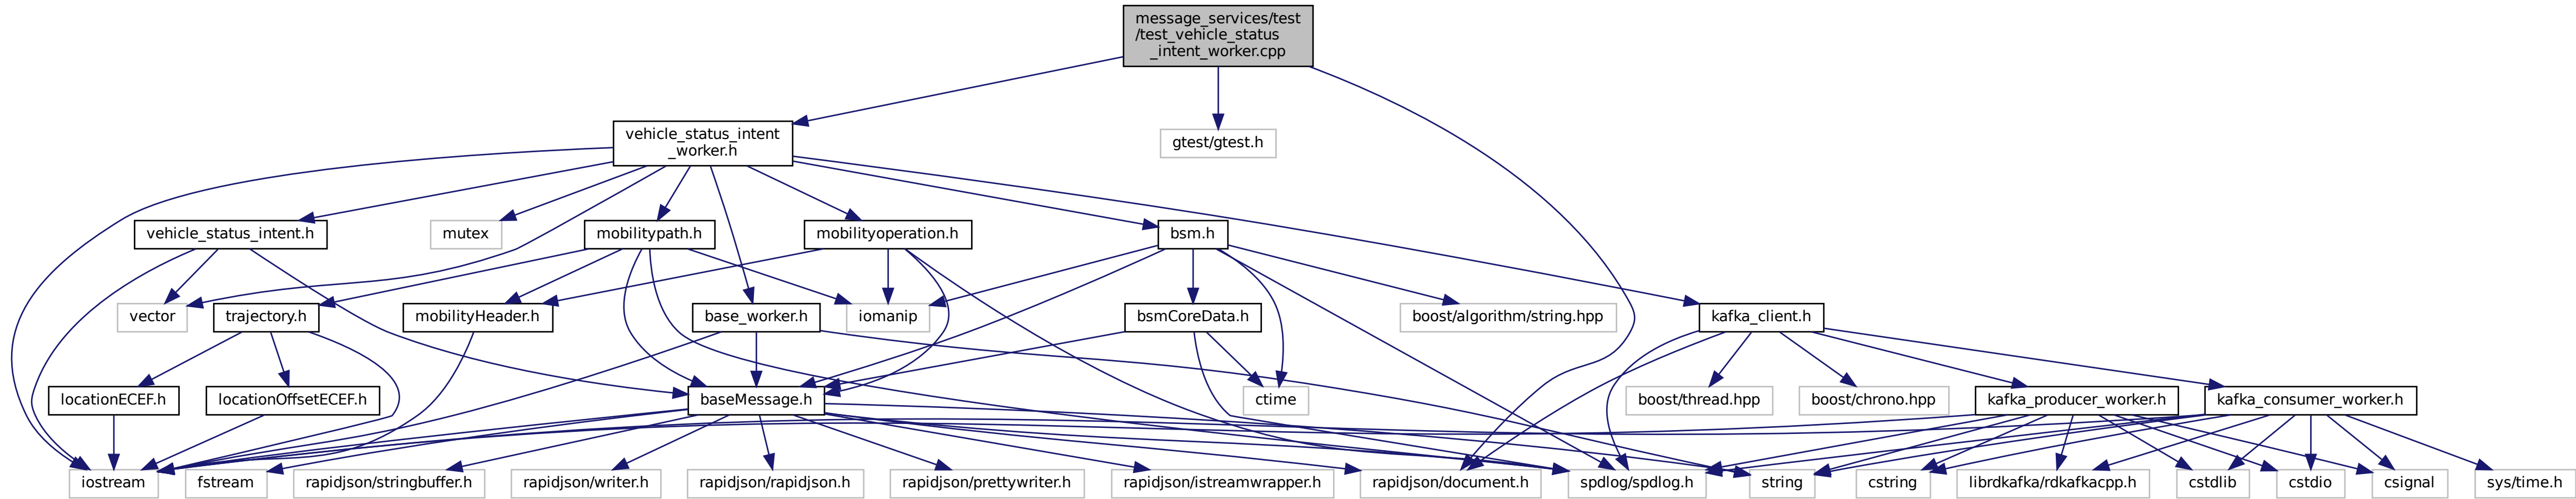 message_services/test
/test_vehicle_status
_intent_worker.cpp
vehicle_status_intent
_worker.h
gtest/gtest.h
vehicle_status_intent.h
mutex
mobilitypath.h
mobilityoperation.h
bsm.h
vector
trajectory.h
mobilityHeader.h
base_worker.h
iomanip
bsmCoreData.h
boost/algorithm/string.hpp
kafka_client.h
locationECEF.h
locationOffsetECEF.h
baseMessage.h
ctime
boost/thread.hpp
boost/chrono.hpp
kafka_producer_worker.h
kafka_consumer_worker.h
iostream
fstream
rapidjson/stringbuffer.h
rapidjson/writer.h
rapidjson/rapidjson.h
rapidjson/prettywriter.h
rapidjson/istreamwrapper.h
rapidjson/document.h
spdlog/spdlog.h
string
cstring
librdkafka/rdkafkacpp.h
cstdlib
cstdio
csignal
sys/time.h